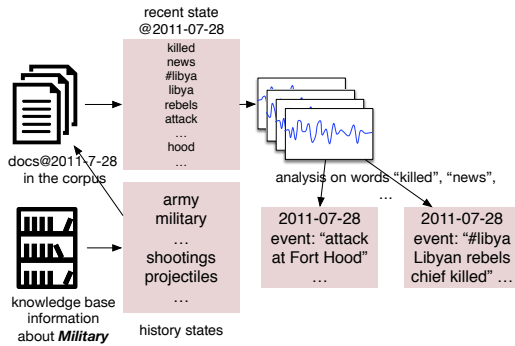 recent state
@2011-07-28
killed
news
#libya
libya
rebels
attack
...
hood
...
docs@2011-7-28
in the corpus
analysis on words “killed”, “news”,
...
army
military
...
shootings
projectiles
...
2011-07-28
event: “attack
at Fort Hood”
...
2011-07-28
event: “#libya
Libyan rebels
chief killed” ...
knowledge base
information
about Military
history states